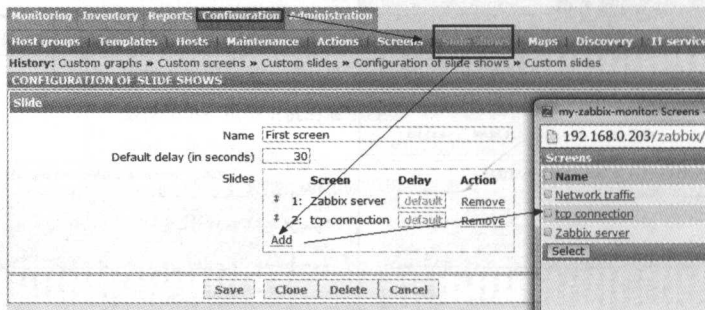 Monitoring Inventory Reports Configuration Administration
Host groups Templates Hosts Maintenance Actions Screens Slide shows Maps Discovery IT service
History: Custom graphs » Custom screens » Custom slides » Configuration of slide shows » Custom slides
CONFIGURATION OF SLIDE SHOWS
Slide
Name First screen
Default delay (in seconds) 30
Slides Screen Delay Action
1: Zabbix server default Remove
2: tcp connection default Remove
Add
Save Clone Delete Cancel
my-zabbix-monitor: Screens -
192.168.0.203/zabbix/
Screens
Name
Network traffic
tcp connection
Zabbix server
Select